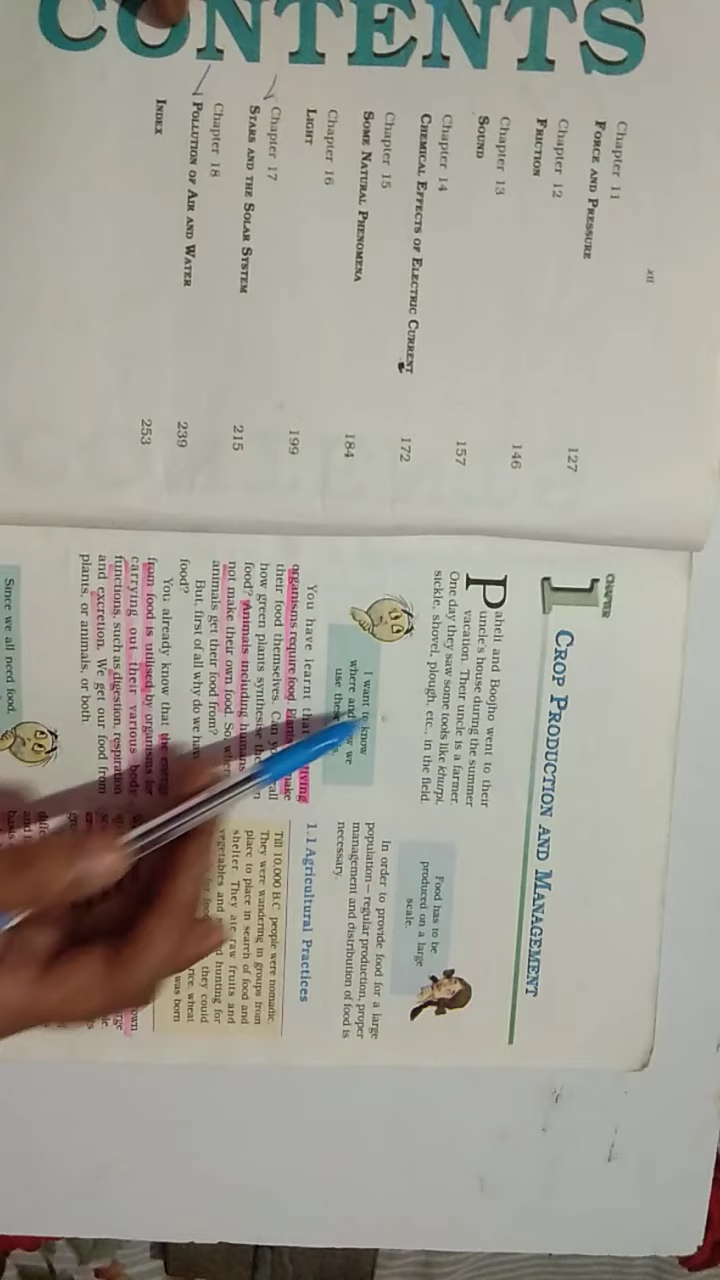 CONTENTS
Chapter 11
FORCE AND PRESSURE 127
Chapter 12
FRICTION 146
Chapter 13
SOUND 157
Chapter 14
CHEMICAL EFFECTS OF ELECTRIC CURRENT 172
Chapter 15
SOME NATURAL PHENOMENA 184
Chapter 16
LIGHT 199
Chapter 17
STARS AND THE SOLAR SYSTEM 215
Chapter 18
POLLUTION OF AIR AND WATER 239
INDEX 253
xii
CHAPTER
1 CROP PRODUCTION AND MANAGEMENT
Paheli and Boojho went to their
uncle's house during the summer
vacation. Their uncle is a farmer.
One day they saw some tools like khurpi,
sickle, shovel, plough, etc., in the field.
I want to know
where and we
use
You have learnt that
organisms require food. make
their food themselves. Can
how green plants synthesise
food? Animals including humans
not make their own food. So,
animals get their food from?
But, first of all why do we
food?
You already know that the energy
from food is utilised by organisms for
carrying out their various body
functions, such as digestion, respiration
and excretion. We get our food from
plants, or animals, or both
Since we all need food,
Food has to be
produced on a large
scale.
In order to provide food for a large
population — regular production, proper
management and distribution of food is
necessary.
1.1 Agricultural Practices
Till 10,000 B.C. people were nomadic.
They were wandering in groups from
place to place in search of food and
shelter. They ate raw fruits and
vegetables and hunting for
they could
rice, wheat
was born